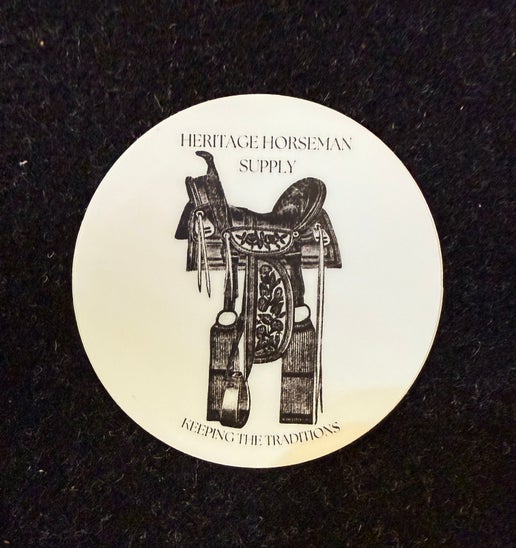 HERITAGE HORSEMAN
SUPPLY
KEEPING THE TRADITIONS